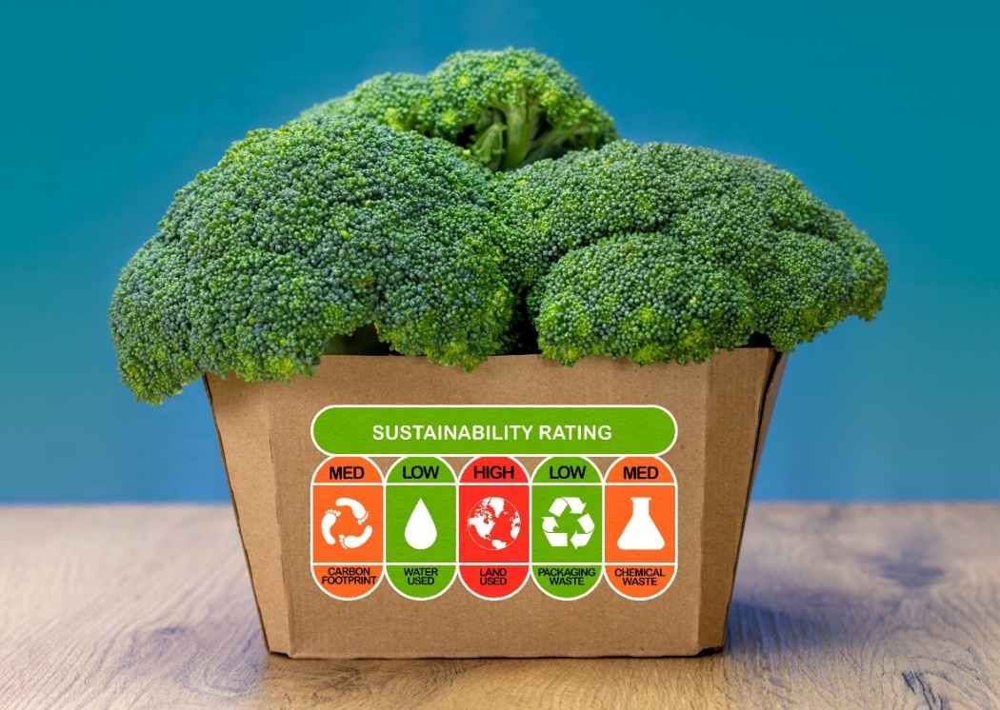 SUSTAINABILITY RATING
MED LOW HIGH LOW MED
CARBON FOOTPRINT
WATER USED
LAND USED
PACKAGING WASTE
CHEMICAL WASTE